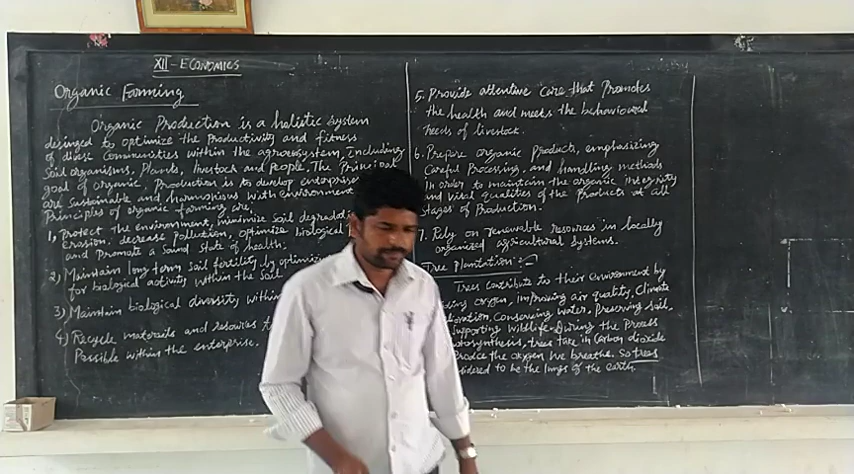 XII - ECONOMICS
Organic Farming
Organic Production is a holistic system
desinged to optimize the Productivity and fitness
of diverse Communities within the agroecosystem, Including
Soil organisms, Plants, livestock and People. The Principal
goal of organic Production is to develop enterprises
are sustainable and harmonious with environment
Principles of organic farming are,
1, Protect the environment, minimize soil degradation
erosion, decrease Pollution, optimize biological
and Promote a Sound State of health.
2) Maintain long term soil fertility by optimizing
for biological activity within the Soil
3) Maintain biological diversity within
4) Recycle materials and resources
Possible within the enterprise.
5. Provide attentive care that Promotes
the health and meets the behavioural
needs of livestock.
6. Prepare organic Products, emphasizing
Careful Processing, and handling methods
In order to maintain the organic integrity
and vital qualities of the Products at all
Stages of Production.
7. Rely on renewable resources in locally
organized agricultural systems.
Tree Plantation :-
Trees contribute to their environment by
oxygen, improving air quality, Climate
Conserving water, Preserving soil,
Supporting wildlife. During the Process
trees take in Carbon dioxide
the oxygen we breathe. So trees
to be the lungs of the earth.